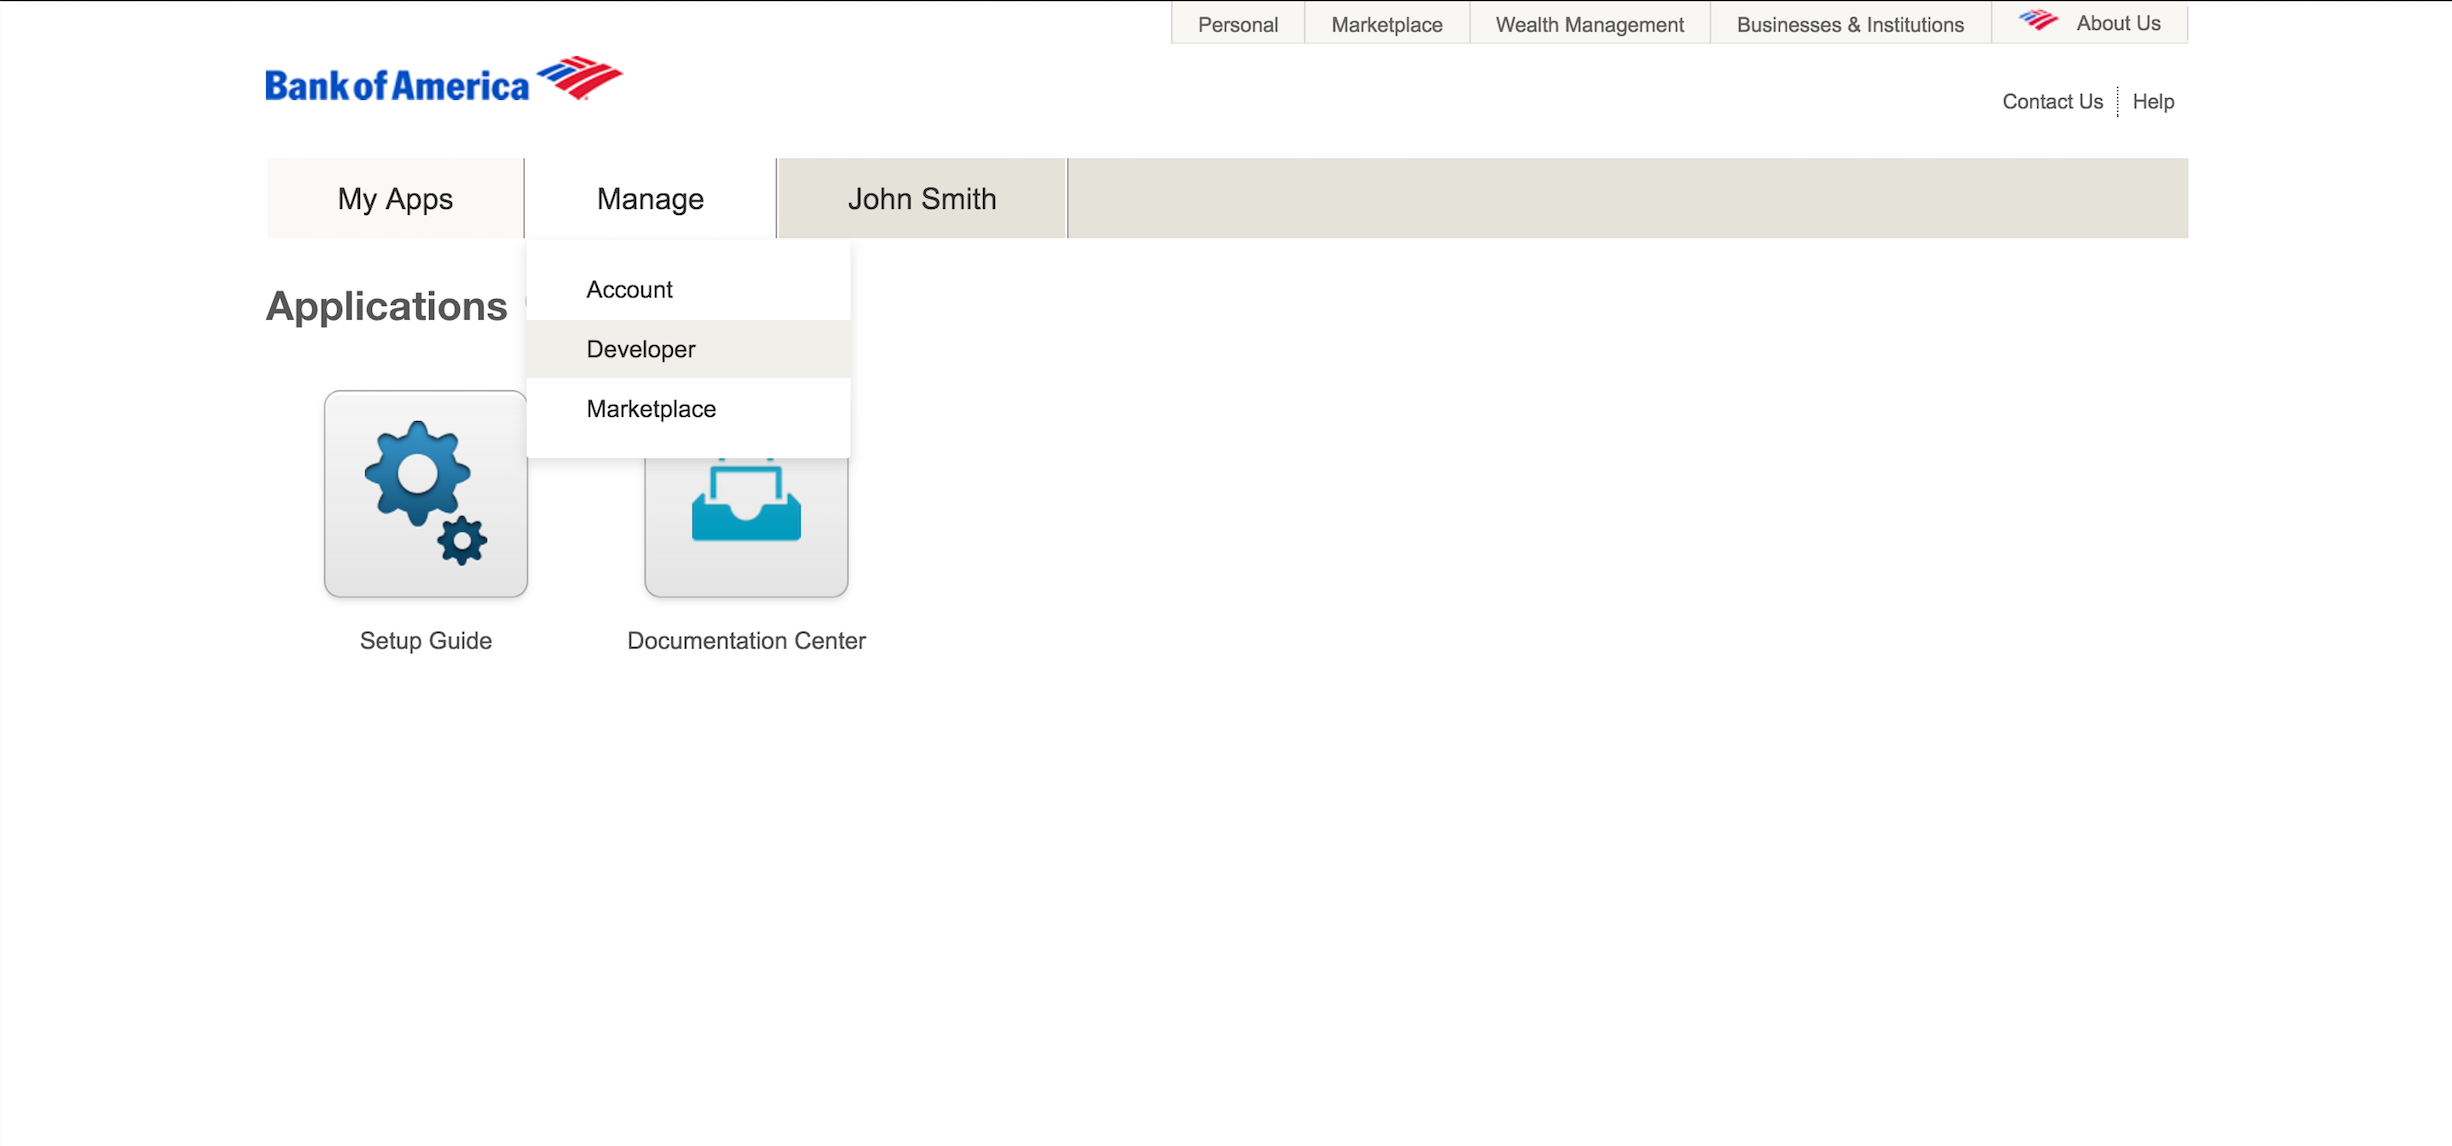 Personal Marketplace Wealth Management Businesses & Institutions About Us
Bank of America
Contact Us Help
My Apps Manage John Smith
Applications
Account
Developer
Marketplace
Setup Guide Documentation Center